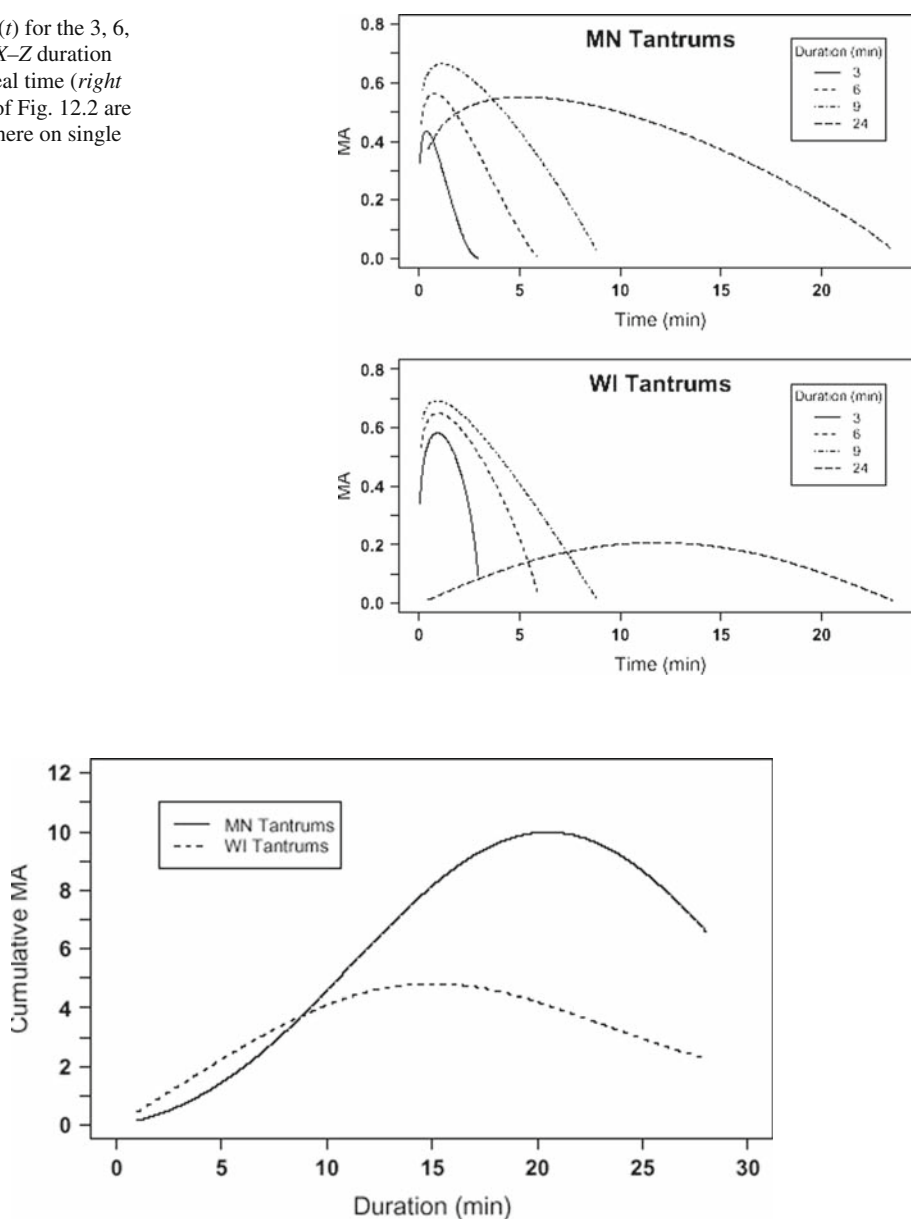 (t) for the 3, 6,
X–Z duration
eal time (right
of Fig. 12.2 are
here on single
MN Tantrums
Duration (min)
3
6
9
24
0.8
0.6
0.4
0.2
0.0
MA
0 5 10 15 20
Time (min)
WI Tantrums
Duration (min)
3
6
9
24
0.8
0.6
0.4
0.2
0.0
MA
0 5 10 15 20
Time (min)
12
10
8
6
4
2
0
Cumulative MA
MN Tantrums
WI Tantrums
0 5 10 15 20 25 30
Duration (min)